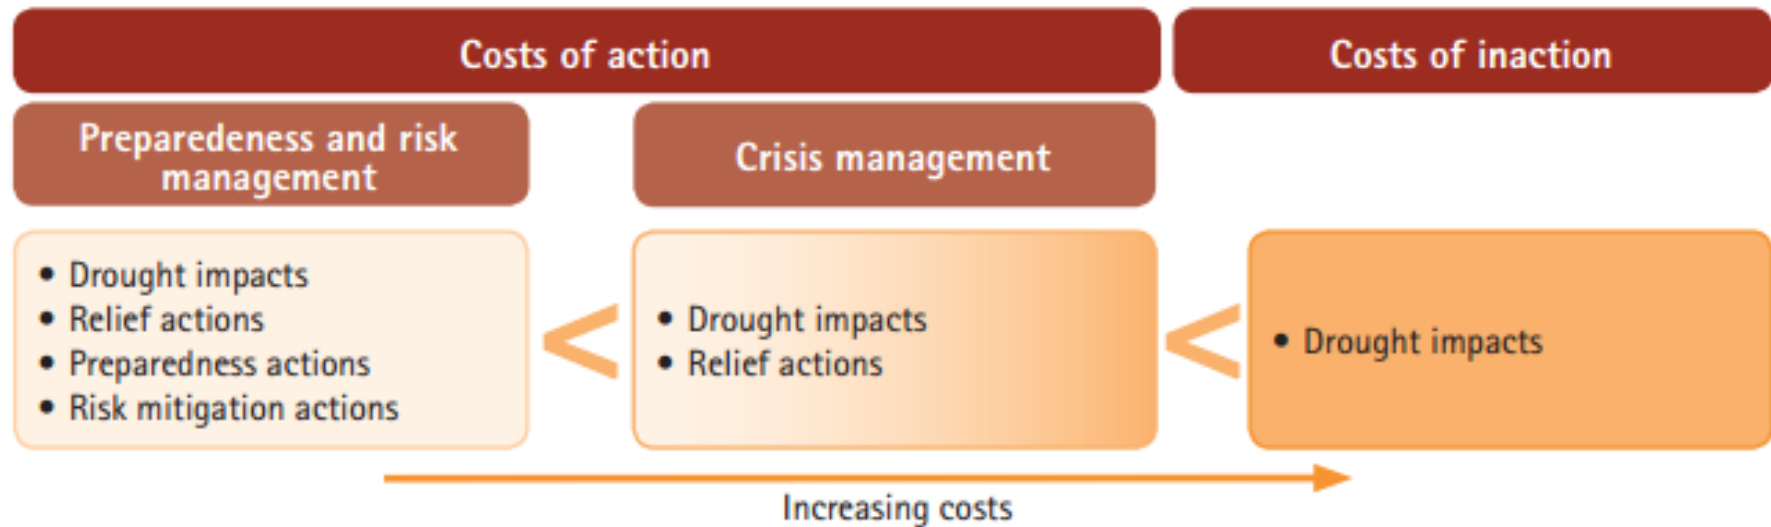 Costs of action
Costs of inaction
Preparedeness and risk
management
Crisis management
• Drought impacts
• Relief actions
• Preparedness actions
• Risk mitigation actions
<
• Drought impacts
• Relief actions
<
• Drought impacts
Increasing costs